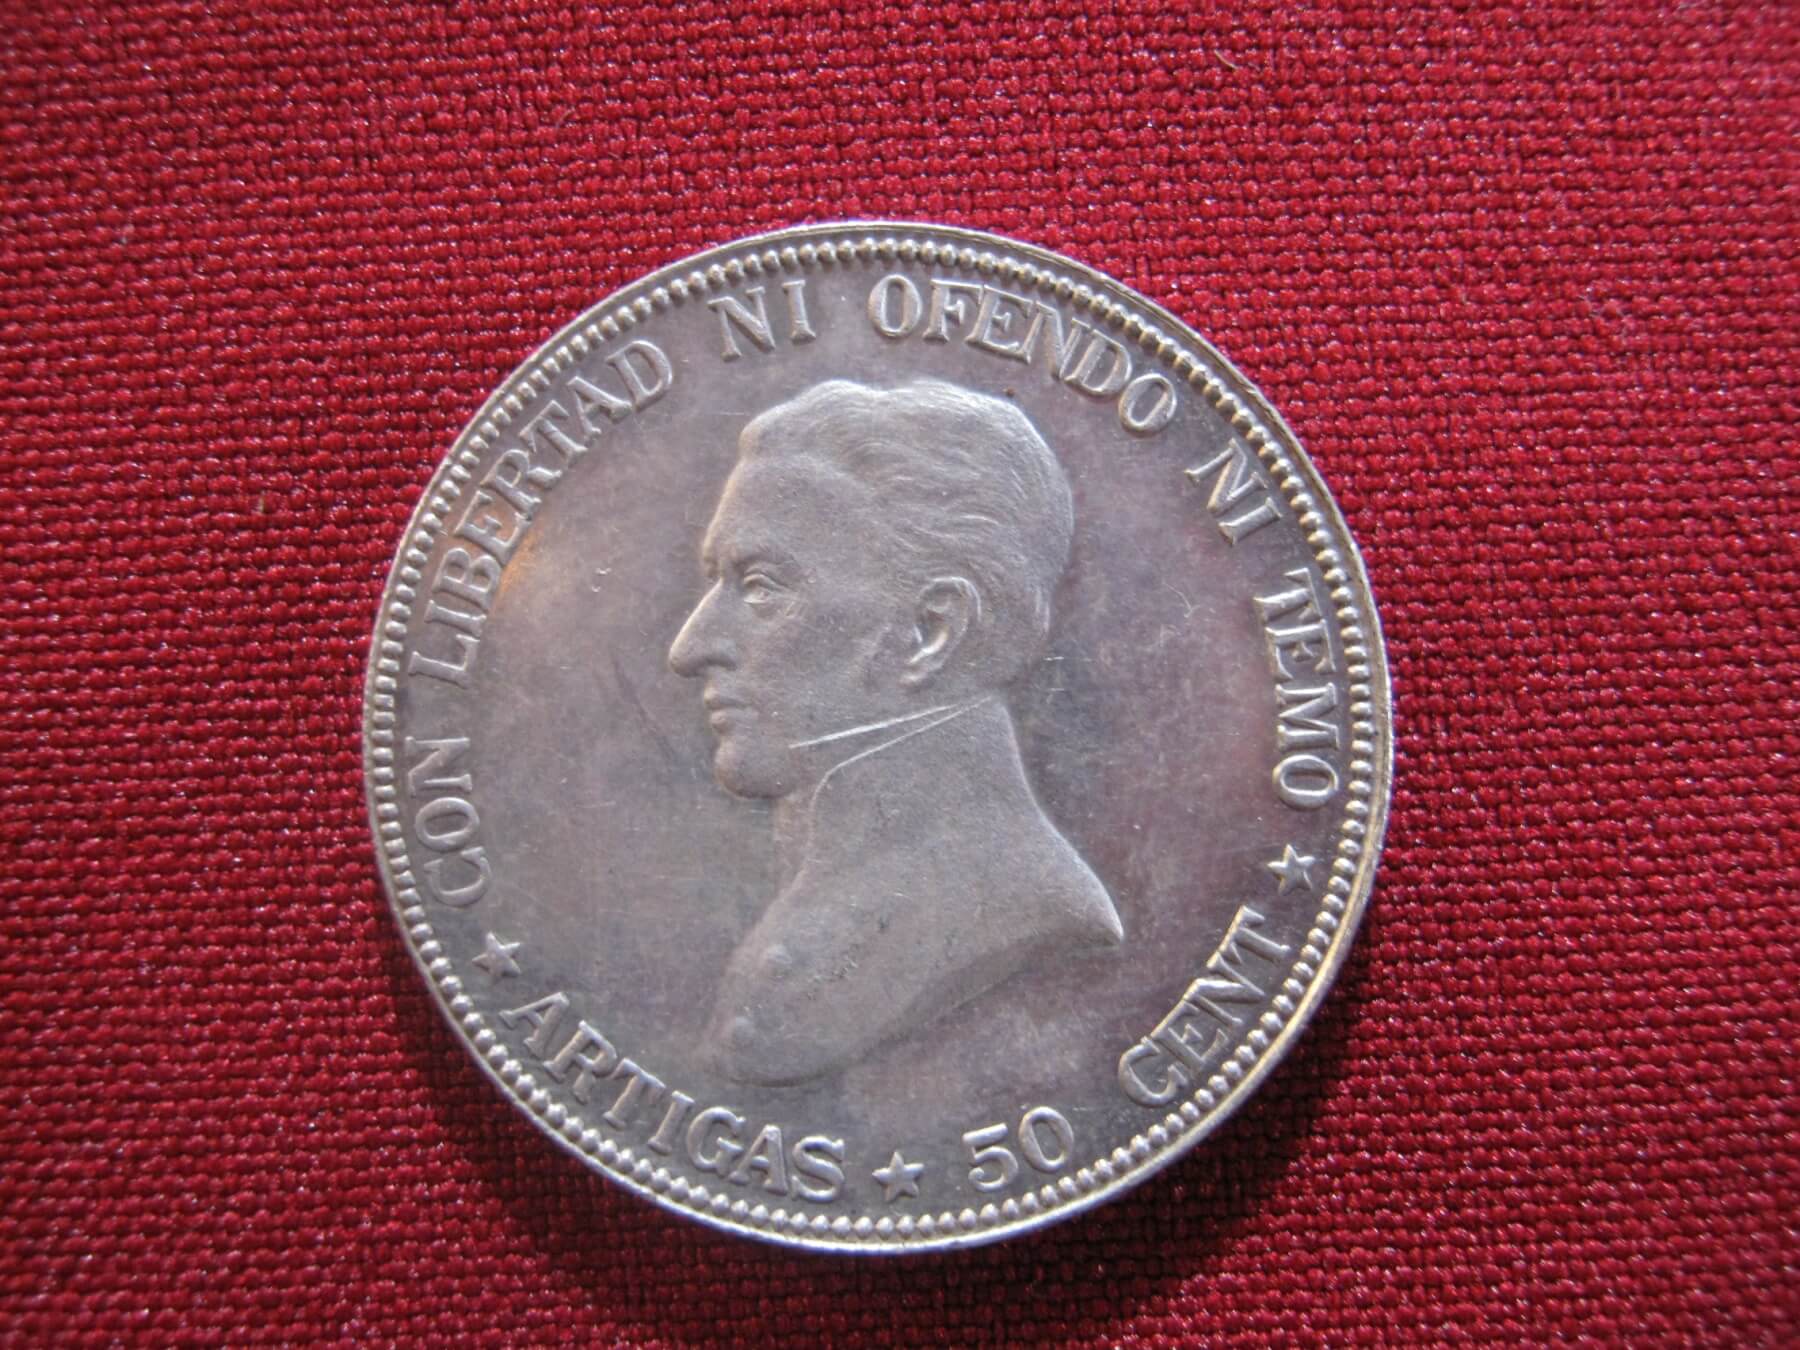 CON LIBERTAD NI OFENDO NI TEMO
★ ARTIGAS ★ 50 CENT ★